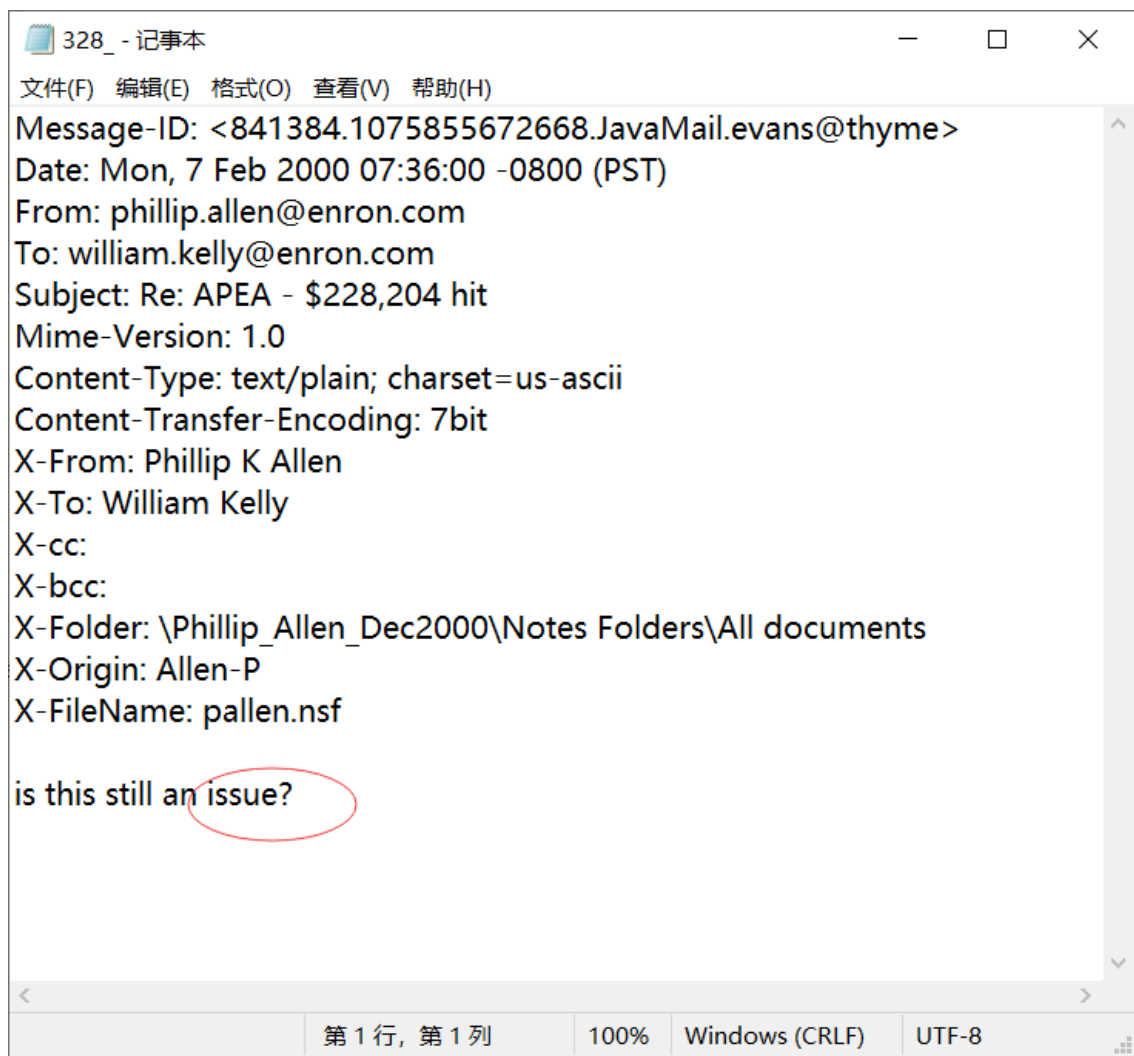 328_ - 记事本
文件(F) 编辑(E) 格式(O) 查看(V) 帮助(H)
Message-ID: <841384.1075855672668.JavaMail.evans@thyme>
Date: Mon, 7 Feb 2000 07:36:00 -0800 (PST)
From: phillip.allen@enron.com
To: william.kelly@enron.com
Subject: Re: APEA - $228,204 hit
Mime-Version: 1.0
Content-Type: text/plain; charset=us-ascii
Content-Transfer-Encoding: 7bit
X-From: Phillip K Allen
X-To: William Kelly
X-cc:
X-bcc:
X-Folder: \Phillip_Allen_Dec2000\Notes Folders\All documents
X-Origin: Allen-P
X-FileName: pallen.nsf
is this still an issue?
第 1 行，第 1 列 100% Windows (CRLF) UTF-8